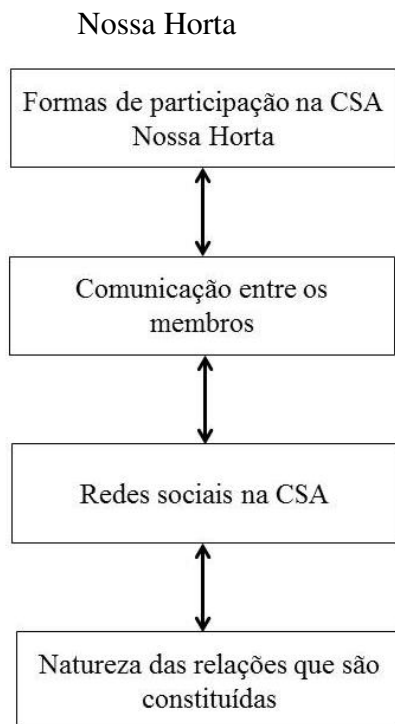 Nossa Horta
Formas de participação na CSA
Nossa Horta
Comunicação entre os
membros
Redes sociais na CSA
Natureza das relações que são
constituídas